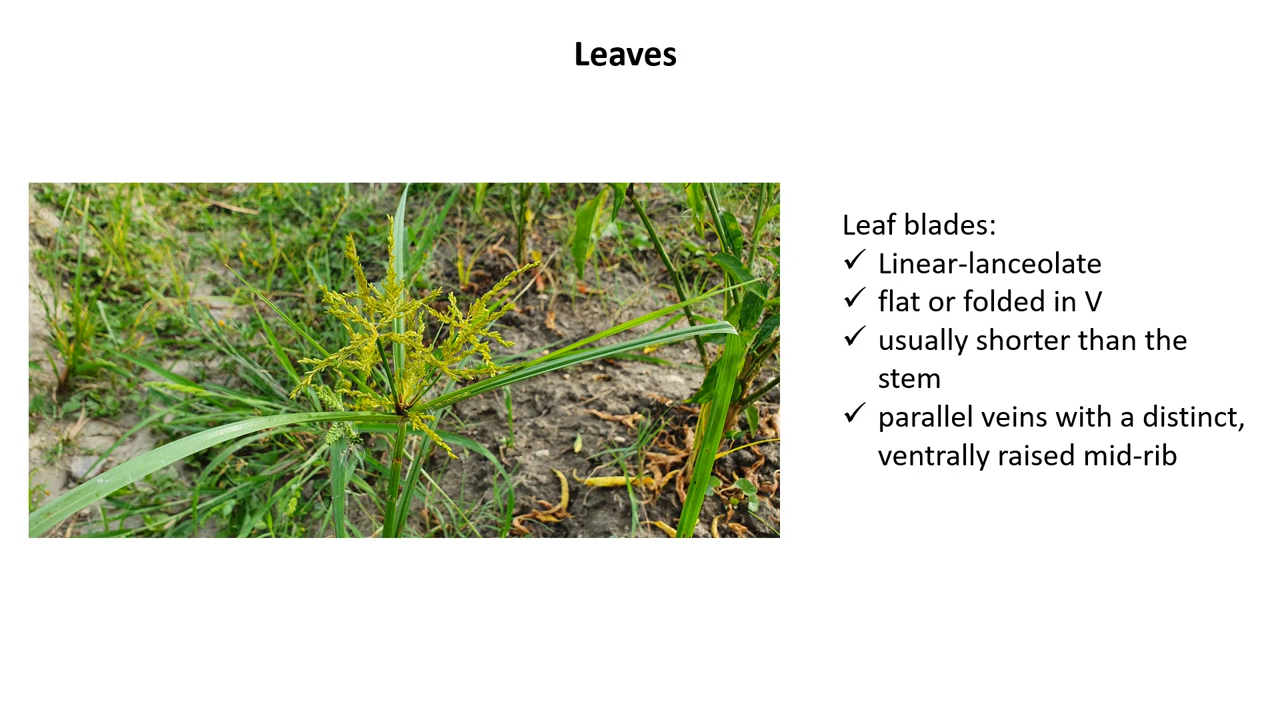 Leaves
Leaf blades:
✓ Linear-lanceolate
✓ flat or folded in V
✓ usually shorter than the
stem
✓ parallel veins with a distinct,
ventrally raised mid-rib